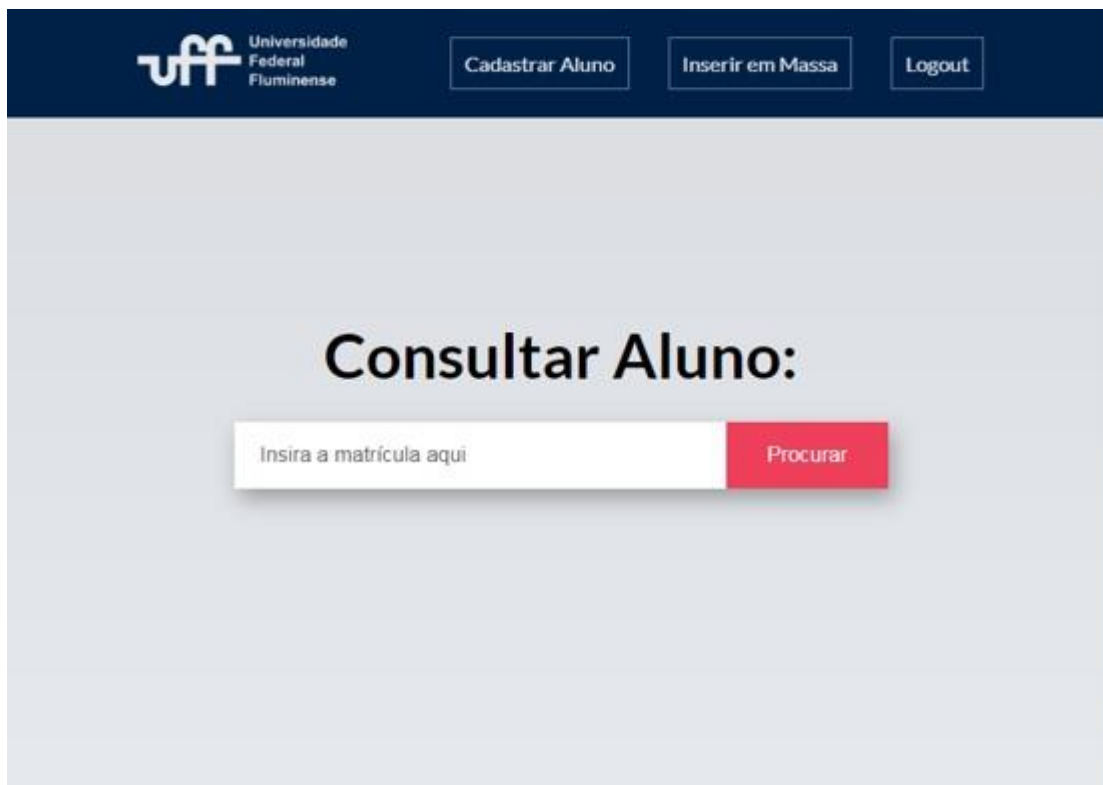 uff
Universidade
Federal
Fluminense
Cadastrar Aluno
Inserir em Massa
Logout
Consultar Aluno:
Insira a matrícula aqui
Procurar